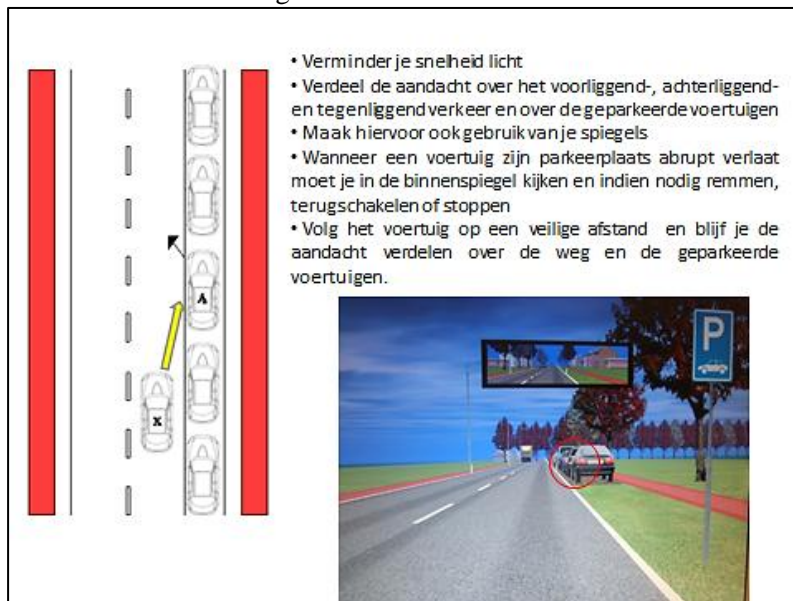 • Verminder je snelheid licht
• Verdeel de aandacht over het voorliggend-, achterliggend-
en tegenliggend verkeer en over de geparkeerde voertuigen
• Maak hiervoor ook gebruik van je spiegels
• Wanneer een voertuig zijn parkeerplaats abrupt verlaat
moet je in de binnenspiegel kijken en indien nodig remmen,
terugschakelen of stoppen
• Volg het voertuig op een veilige afstand en blijf je de
aandacht verdelen over de weg en de geparkeerde
voertuigen.
A
X
P